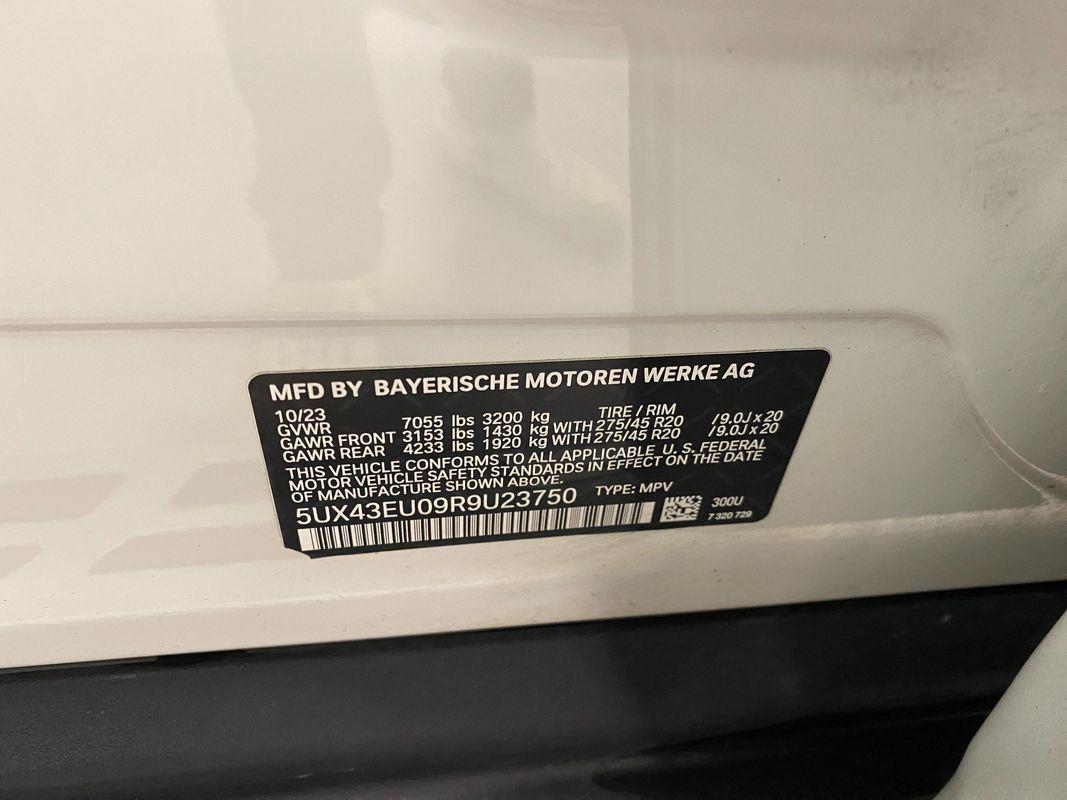 MFD BY BAYERISCHE MOTOREN WERKE AG
10/23 TIRE / RIM
GVWR 7055 lbs 3200 kg
GAWR FRONT 3153 lbs 1430 kg WITH 275/45 R20 /9.0J x 20
GAWR REAR 4233 lbs 1920 kg WITH 275/45 R20 /9.0J x 20
THIS VEHICLE CONFORMS TO ALL APPLICABLE U. S. FEDERAL
MOTOR VEHICLE SAFETY STANDARDS IN EFFECT ON THE DATE
OF MANUFACTURE SHOWN ABOVE.
5UX43EU09R9U23750 TYPE: MPV
300U
7 320 729